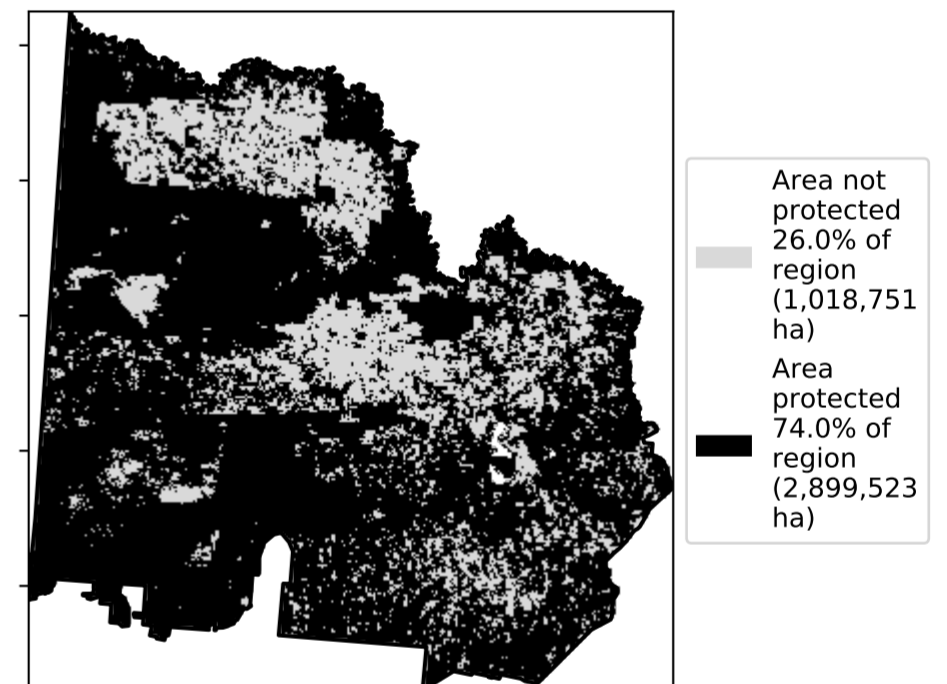 Area not
protected
26.0% of
region
(1,018,751
ha)
Area
protected
74.0% of
region
(2,899,523
ha)